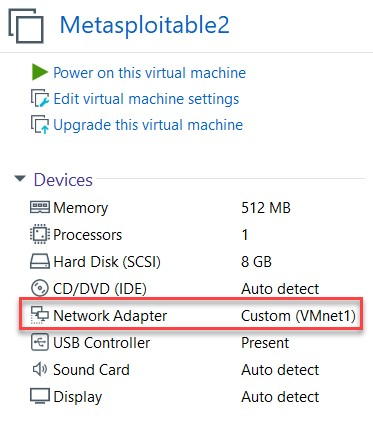 Metasploitable2
Power on this virtual machine
Edit virtual machine settings
Upgrade this virtual machine
Devices
Memory 512 MB
Processors 1
Hard Disk (SCSI) 8 GB
CD/DVD (IDE) Auto detect
Network Adapter Custom (VMnet1)
USB Controller Present
Sound Card Auto detect
Display Auto detect